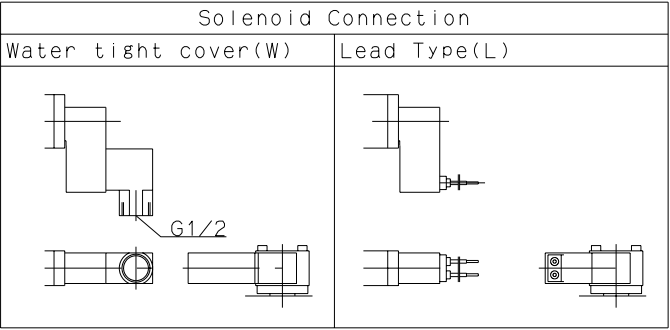 Solenoid Connection
Water tight cover(W)
Lead Type(L)
G1/2